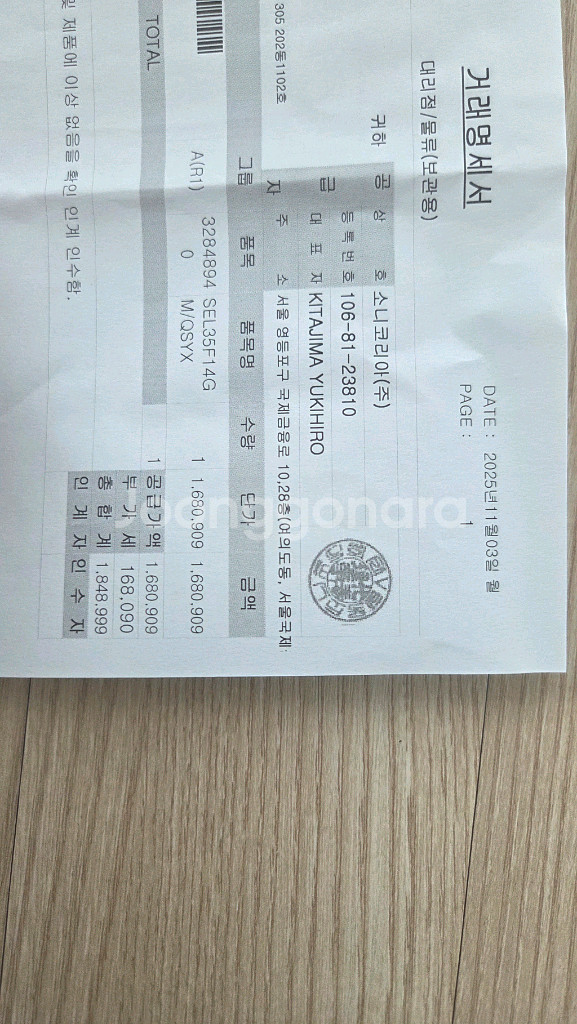 거래명세서
DATE : 2025년11월03일 월
PAGE : 1
대리점/물류(보관용)
귀하
공급자
상 호 소니코리아(주)
등록번호 106-81-23810
대 표 자 KITAJIMA YUKIHIRO
주 소 서울 영등포구 국제금융로 10,28층(여의도동, 서울국제
305 202동1102호
그룹 품목 품목명 수량 단가 금액
A(R1) 32848940 SEL35F14GM/QSYX 1 1.680.909 1.680.909
TOTAL 1 공급가액 1.680.909
부 가 세 168.090
총 합 계 1.848.999
인 계 자 인 수 자
및 제품에 이상 없음을 확인 인계 인수함.
Joonggonara